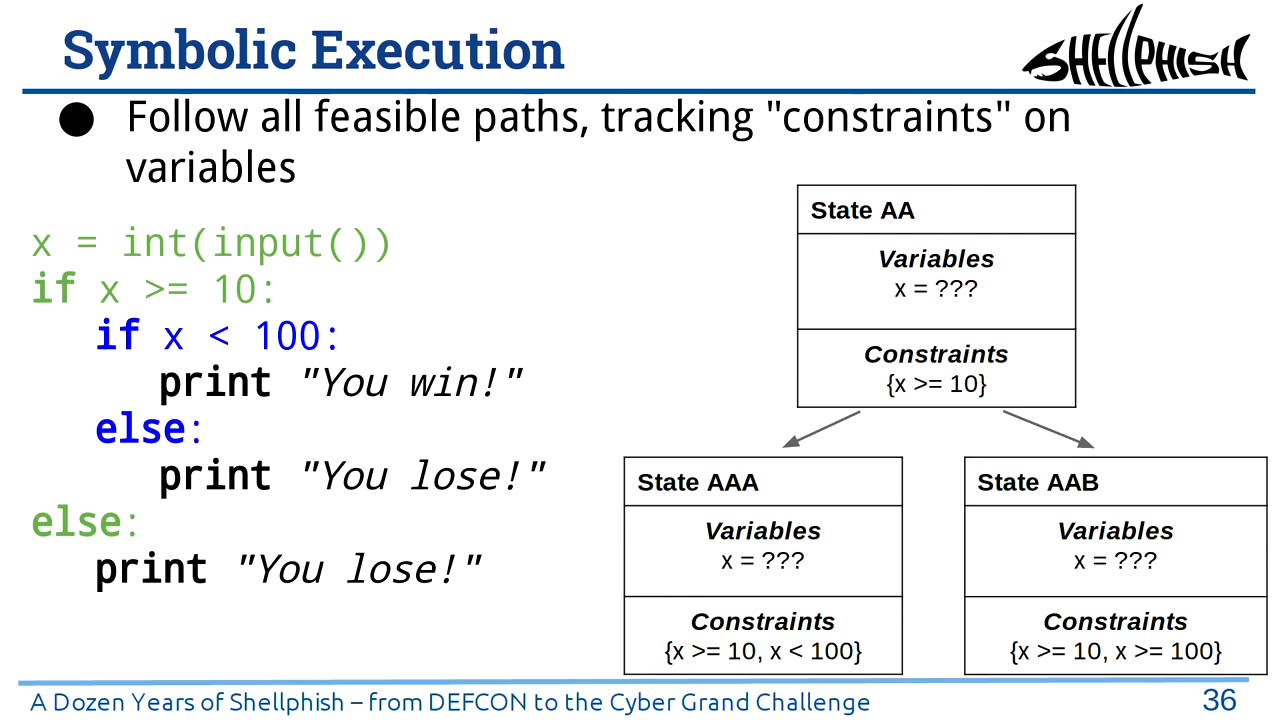 Symbolic Execution
SHELLPHISH
● Follow all feasible paths, tracking "constraints" on
variables
x = int(input())
if x >= 10:
if x < 100:
print "You win!"
else:
print "You lose!"
else:
print "You lose!"
State AA
Variables
x = ???
Constraints
{x >= 10}
State AAA
Variables
x = ???
Constraints
{x >= 10, x < 100}
State AAB
Variables
x = ???
Constraints
{x >= 10, x >= 100}
A Dozen Years of Shellphish – from DEFCON to the Cyber Grand Challenge
36